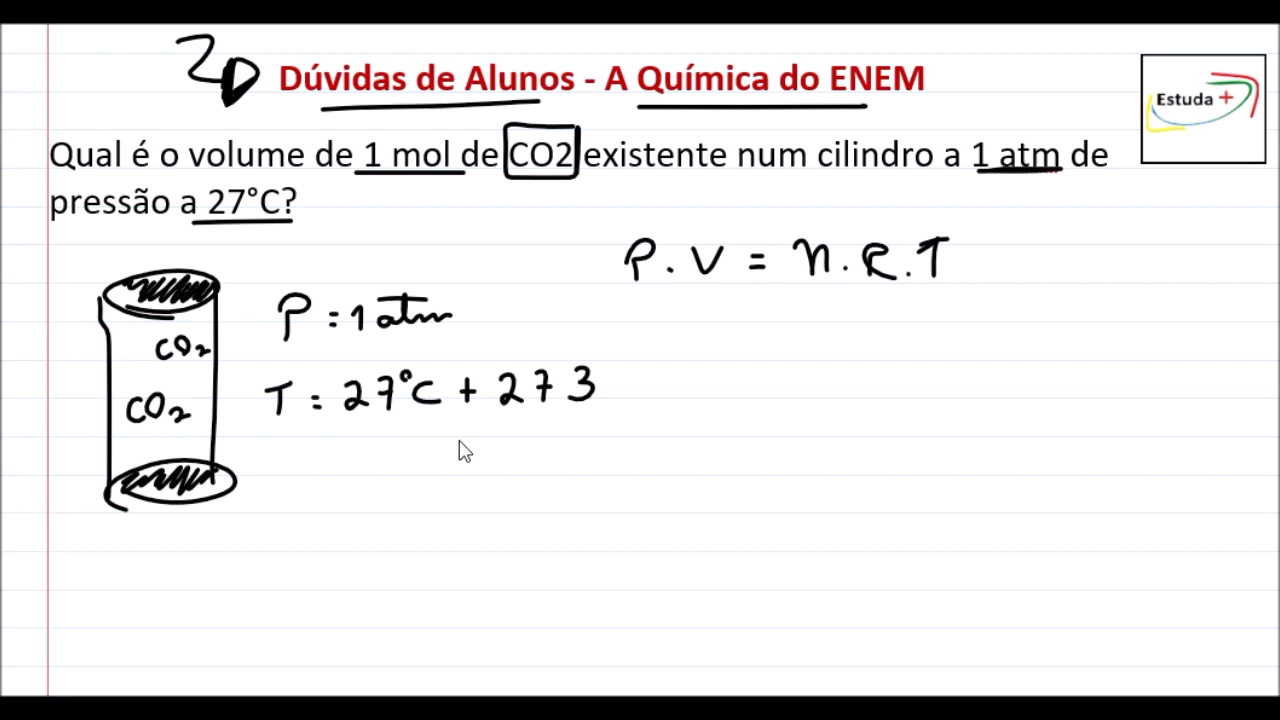 Dúvidas de Alunos - A Química do ENEM
Estuda +
Qual é o volume de 1 mol de CO2 existente num cilindro a 1 atm de
pressão a 27°C?
P . V = n . R . T
P = 1 atm
CO₂
T = 27°C + 273
CO₂